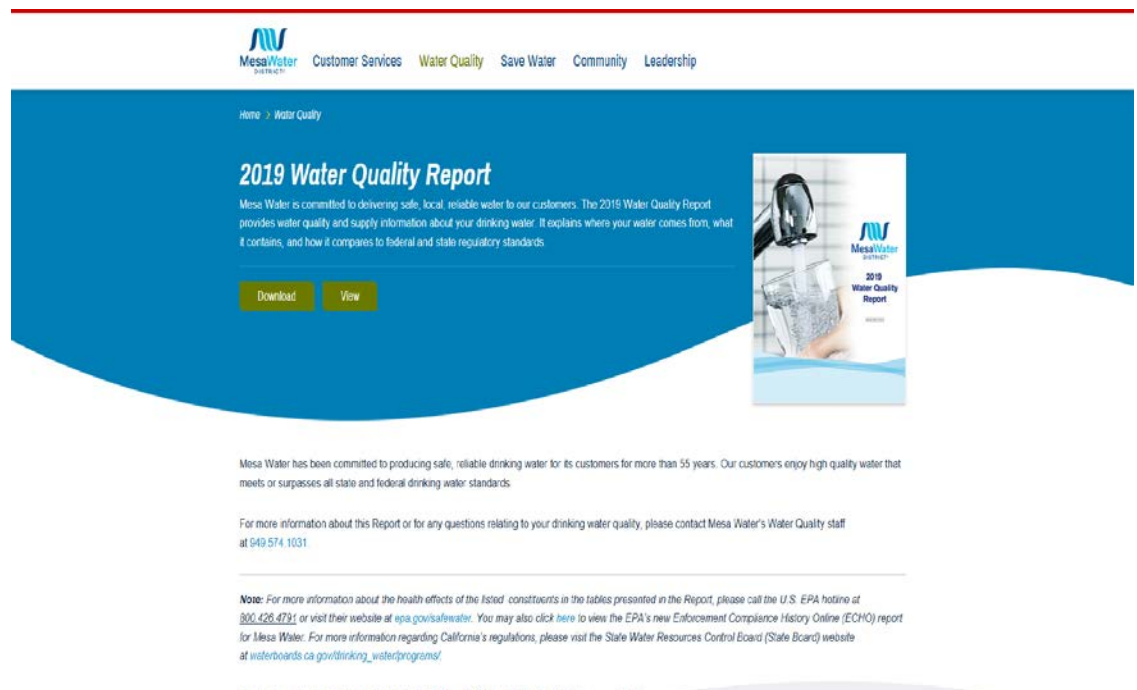 MesaWater
DISTRICT®
Customer Services Water Quality Save Water Community Leadership
Home > Water Quality
2019 Water Quality Report
Mesa Water is committed to delivering safe, local, reliable water to our customers. The 2019 Water Quality Report
provides water quality and supply information about your drinking water. It explains where your water comes from, what
it contains, and how it compares to federal and state regulatory standards.
Download View
MesaWater
DISTRICT®
2019
Water Quality
Report
Mesa Water has been committed to producing safe, reliable drinking water for its customers for more than 55 years. Our customers enjoy high quality water that
meets or surpasses all state and federal drinking water standards.
For more information about this Report or for any questions relating to your drinking water quality, please contact Mesa Water's Water Quality staff
at 949.574.1031
Note: For more information about the health effects of the listed constituents in the tables presented in the Report, please call the U.S. EPA hotline at
800.426.4791 or visit their website at epa.gov/safewater. You may also click here to view the EPA's new Enforcement Compliance History Online (ECHO) report
for Mesa Water. For more information regarding California's regulations, please visit the State Water Resources Control Board (State Board) website
at waterboards.ca.gov/drinking_water/programs/.